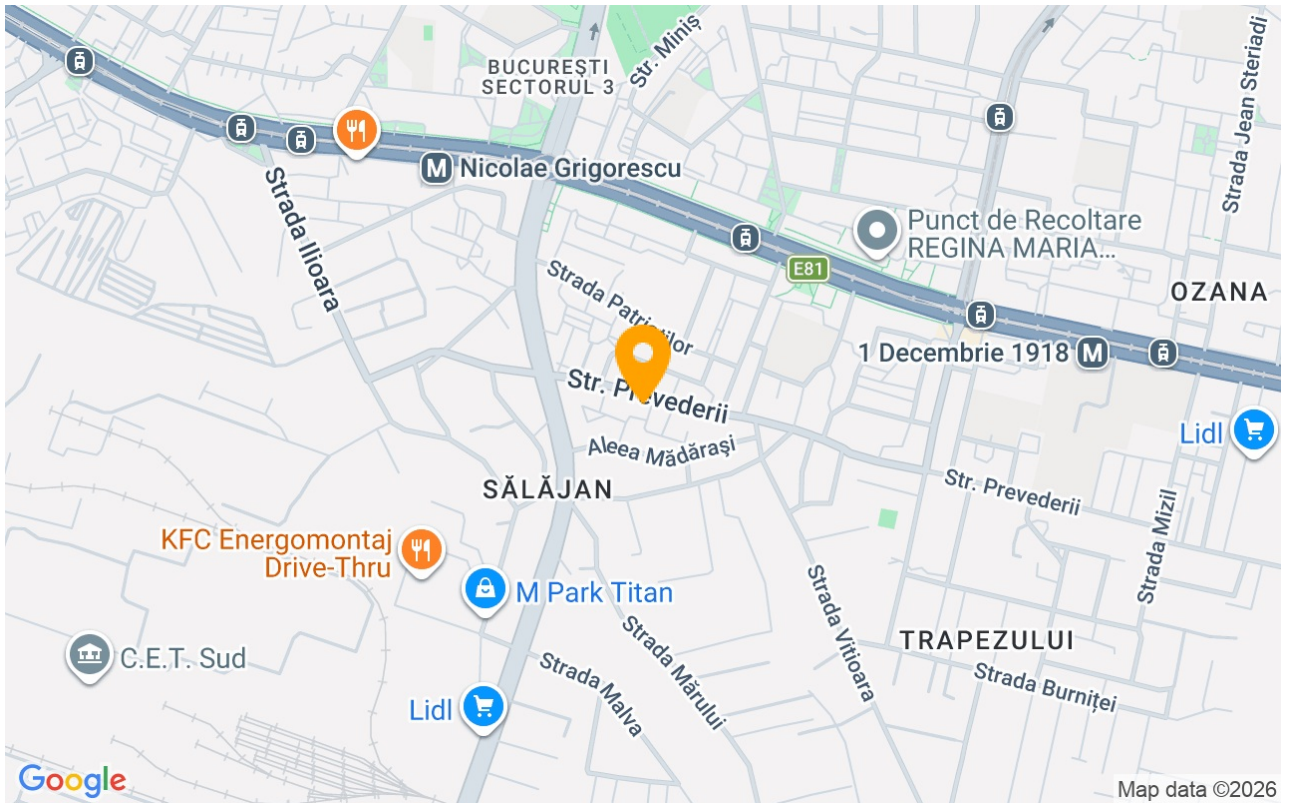 Str. Miniș
Strada Jean Steriadi
BUCUREȘTI
SECTORUL 3
Nicolae Grigorescu
Strada Ilioara
Punct de Recoltare
REGINA MARIA...
E81
OZANA
Strada Patrioților
1 Decembrie 1918
Str. Prevederii
Lidl
Aleea Mădărași
SĂLĂJAN
Str. Prevederii
Strada Mizil
KFC Energomontaj
Drive-Thru
M Park Titan
Strada Vitioara
TRAPEZULUI
C.E.T. Sud
Strada Mărului
Strada Malva
Strada Burniței
Lidl
Google
Map data ©2026